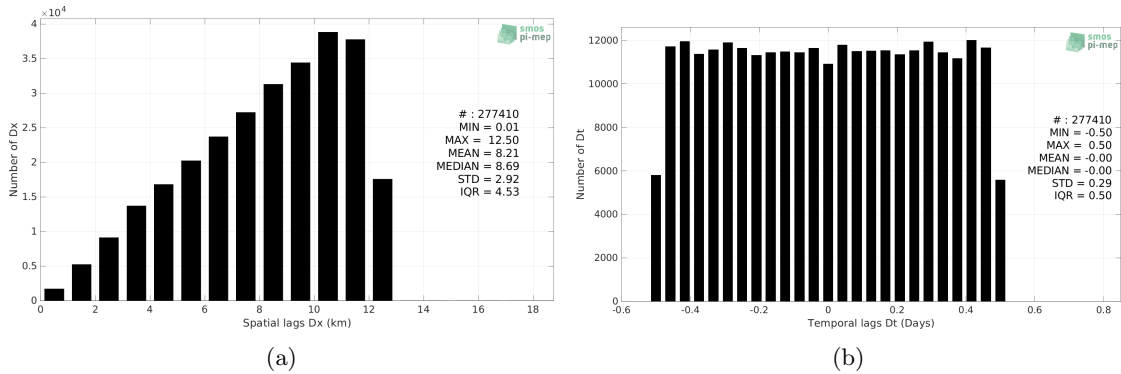 ×10⁴
4
3.5
3
2.5
2
1.5
1
0.5
0
Number of Dx
0 2 4 6 8 10 12 14 16 18
Spatial lags Dx (km)
smos
pi-mep
# : 277410
MIN = 0.01
MAX = 12.50
MEAN = 8.21
MEDIAN = 8.69
STD = 2.92
IQR = 4.53
(a)
12000
10000
8000
6000
4000
2000
0
Number of Dt
-0.6 -0.4 -0.2 0 0.2 0.4 0.6 0.8
Temporal lags Dt (Days)
smos
pi-mep
# : 277410
MIN = -0.50
MAX = 0.50
MEAN = -0.00
MEDIAN = -0.00
STD = 0.29
IQR = 0.50
(b)